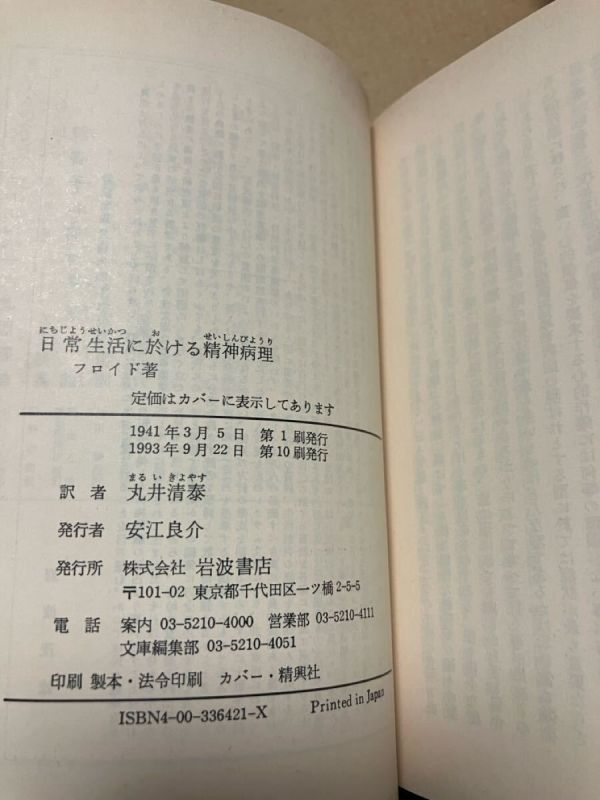 にちじょうせいかつ お せいしんびょうり
日常生活に於ける精神病理
フロイド著
定価はカバーに表示してあります
1941年3月5日 第1刷発行
1993年9月22日 第10刷発行
まるいきよやす
訳者 丸井清泰
発行者 安江良介
発行所 株式会社 岩波書店
〒101-02 東京都千代田区一ツ橋2-5-5
電話 案内 03-5210-4000 営業部 03-5210-4111
文庫編集部 03-5210-4051
印刷 製本・法令印刷 カバー・精興社
ISBN4-00-336421-X Printed in Japan